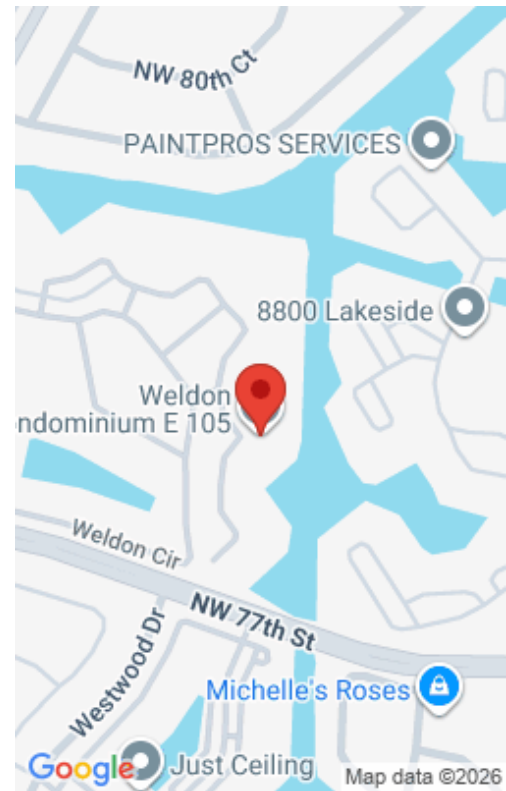 NW 80th Ct
PAINTPROS SERVICES
8800 Lakeside
Weldon
ondominium E 105
Weldon Cir
NW 77th St
Westwood Dr
Michelle's Roses
Just Ceiling
Google
Map data ©2026